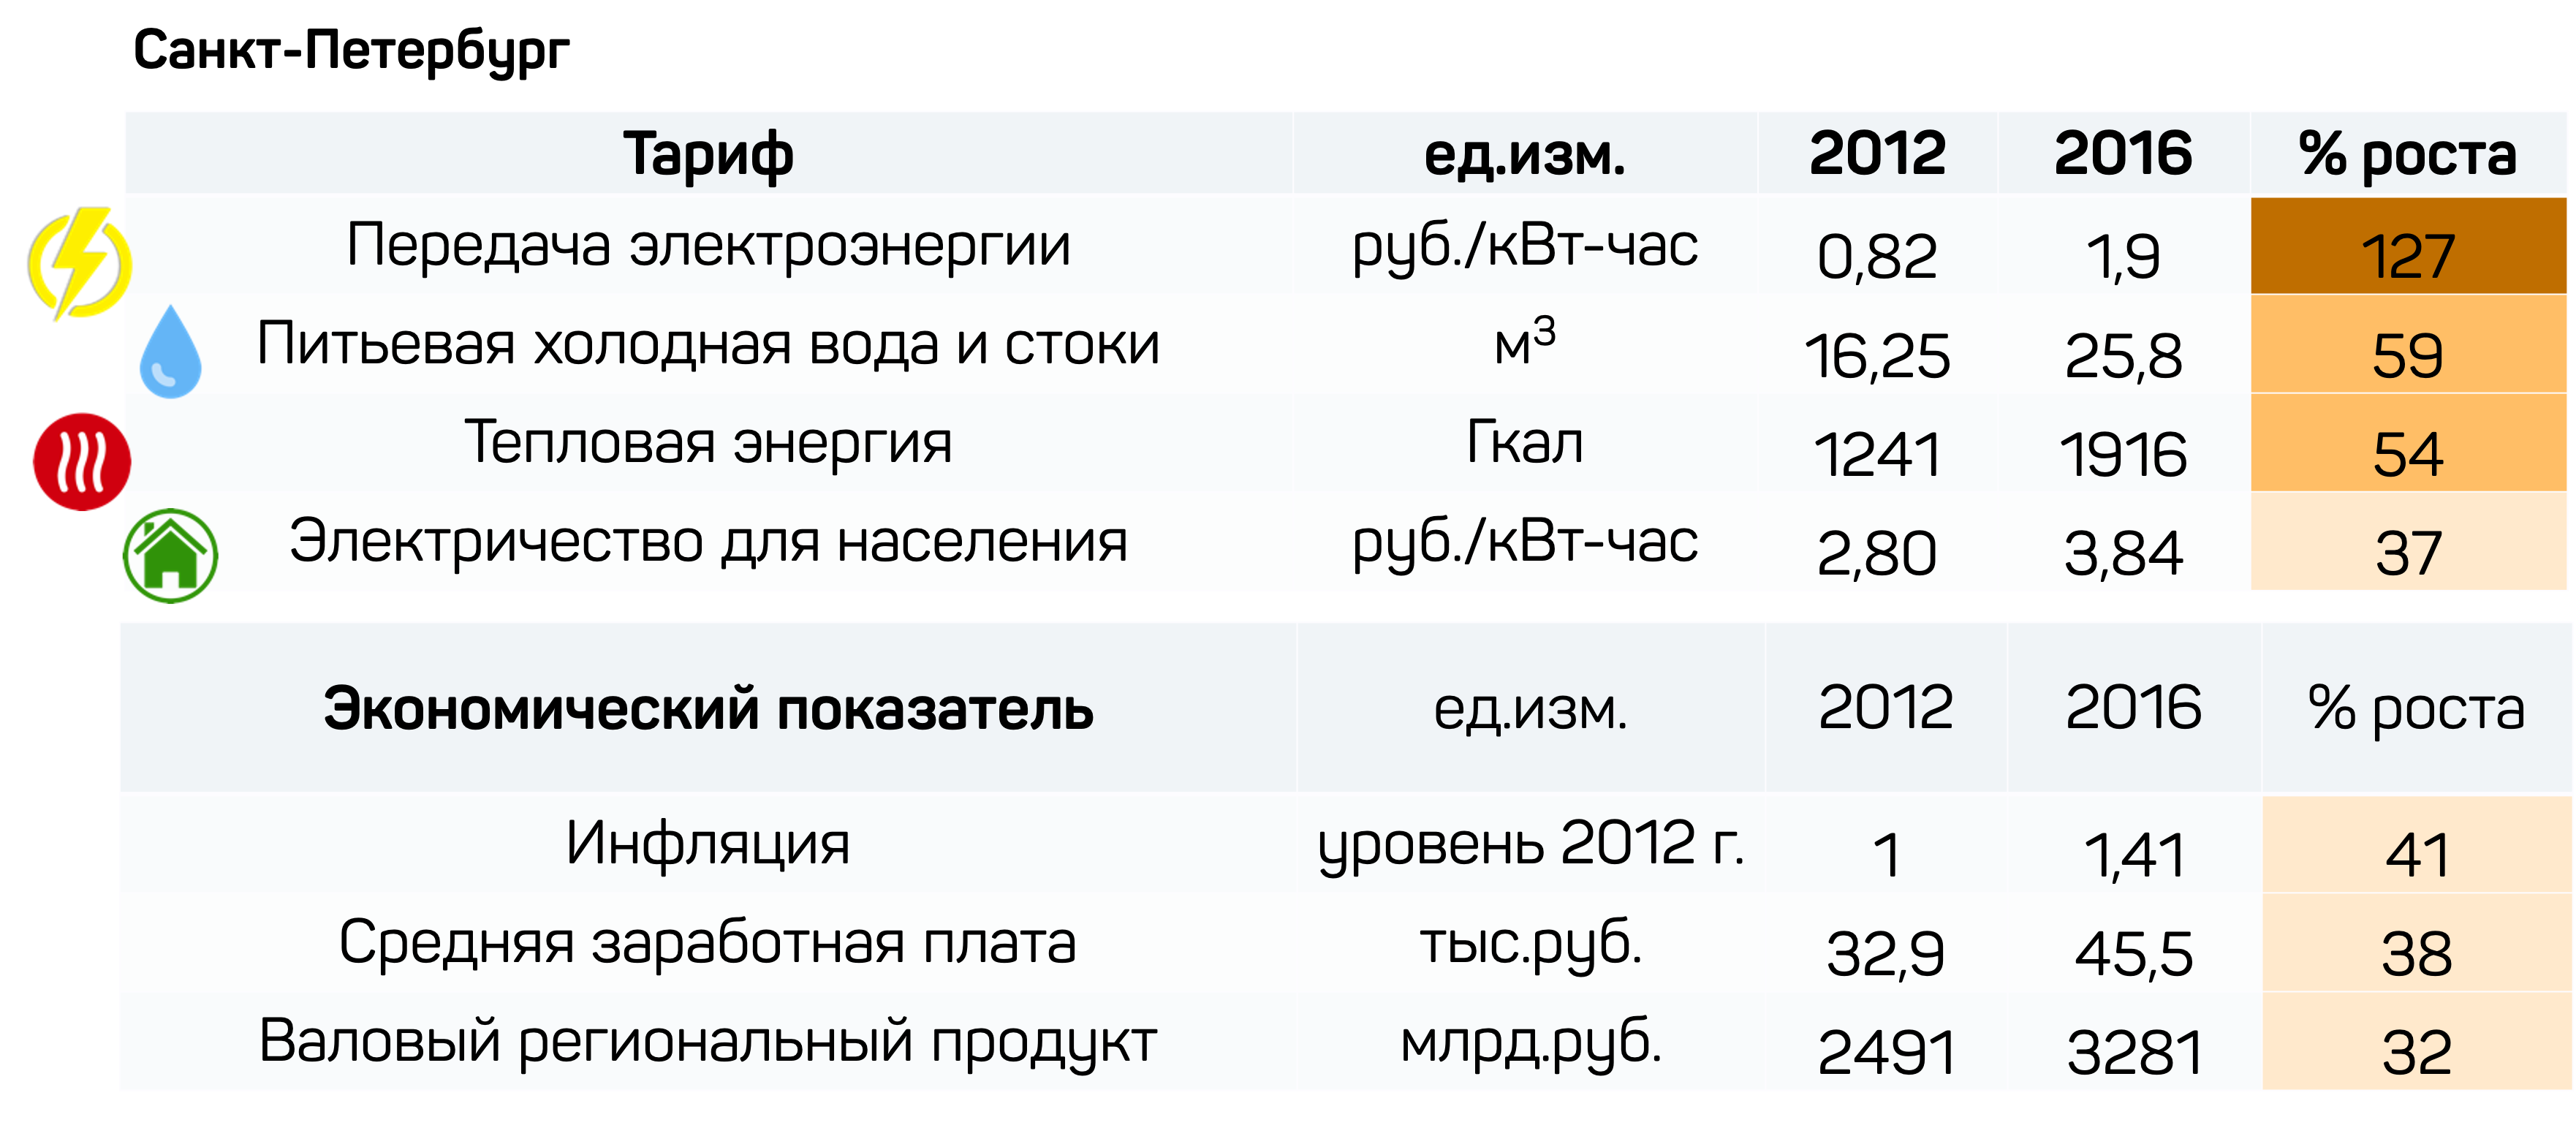 Санкт-Петербург
Тариф ед.изм. 2012 2016 % роста
Передача электроэнергии руб./кВт-час 0,82 1,9 127
Питьевая холодная вода и стоки м³ 16,25 25,8 59
Тепловая энергия Гкал 1241 1916 54
Электричество для населения руб./кВт-час 2,80 3,84 37
Экономический показатель ед.изм. 2012 2016 % роста
Инфляция уровень 2012 г. 1 1,41 41
Средняя заработная плата тыс.руб. 32,9 45,5 38
Валовый региональный продукт млрд.руб. 2491 3281 32